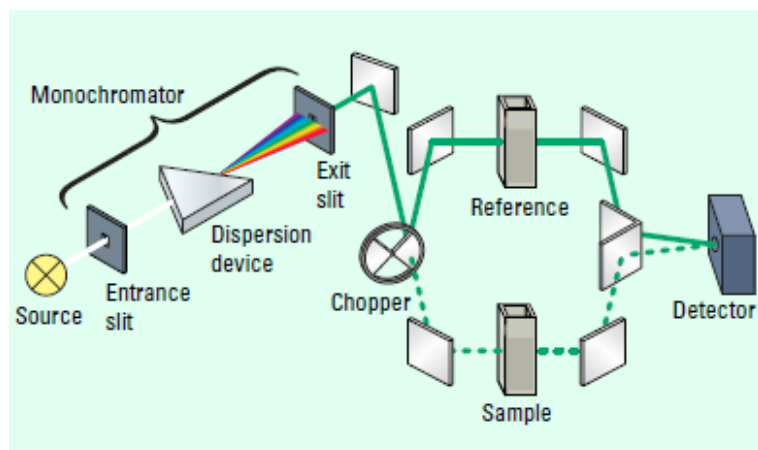 Monochromator
Exit
slit
Reference
Dispersion
device
Entrance
slit
Source
Chopper
Detector
Sample